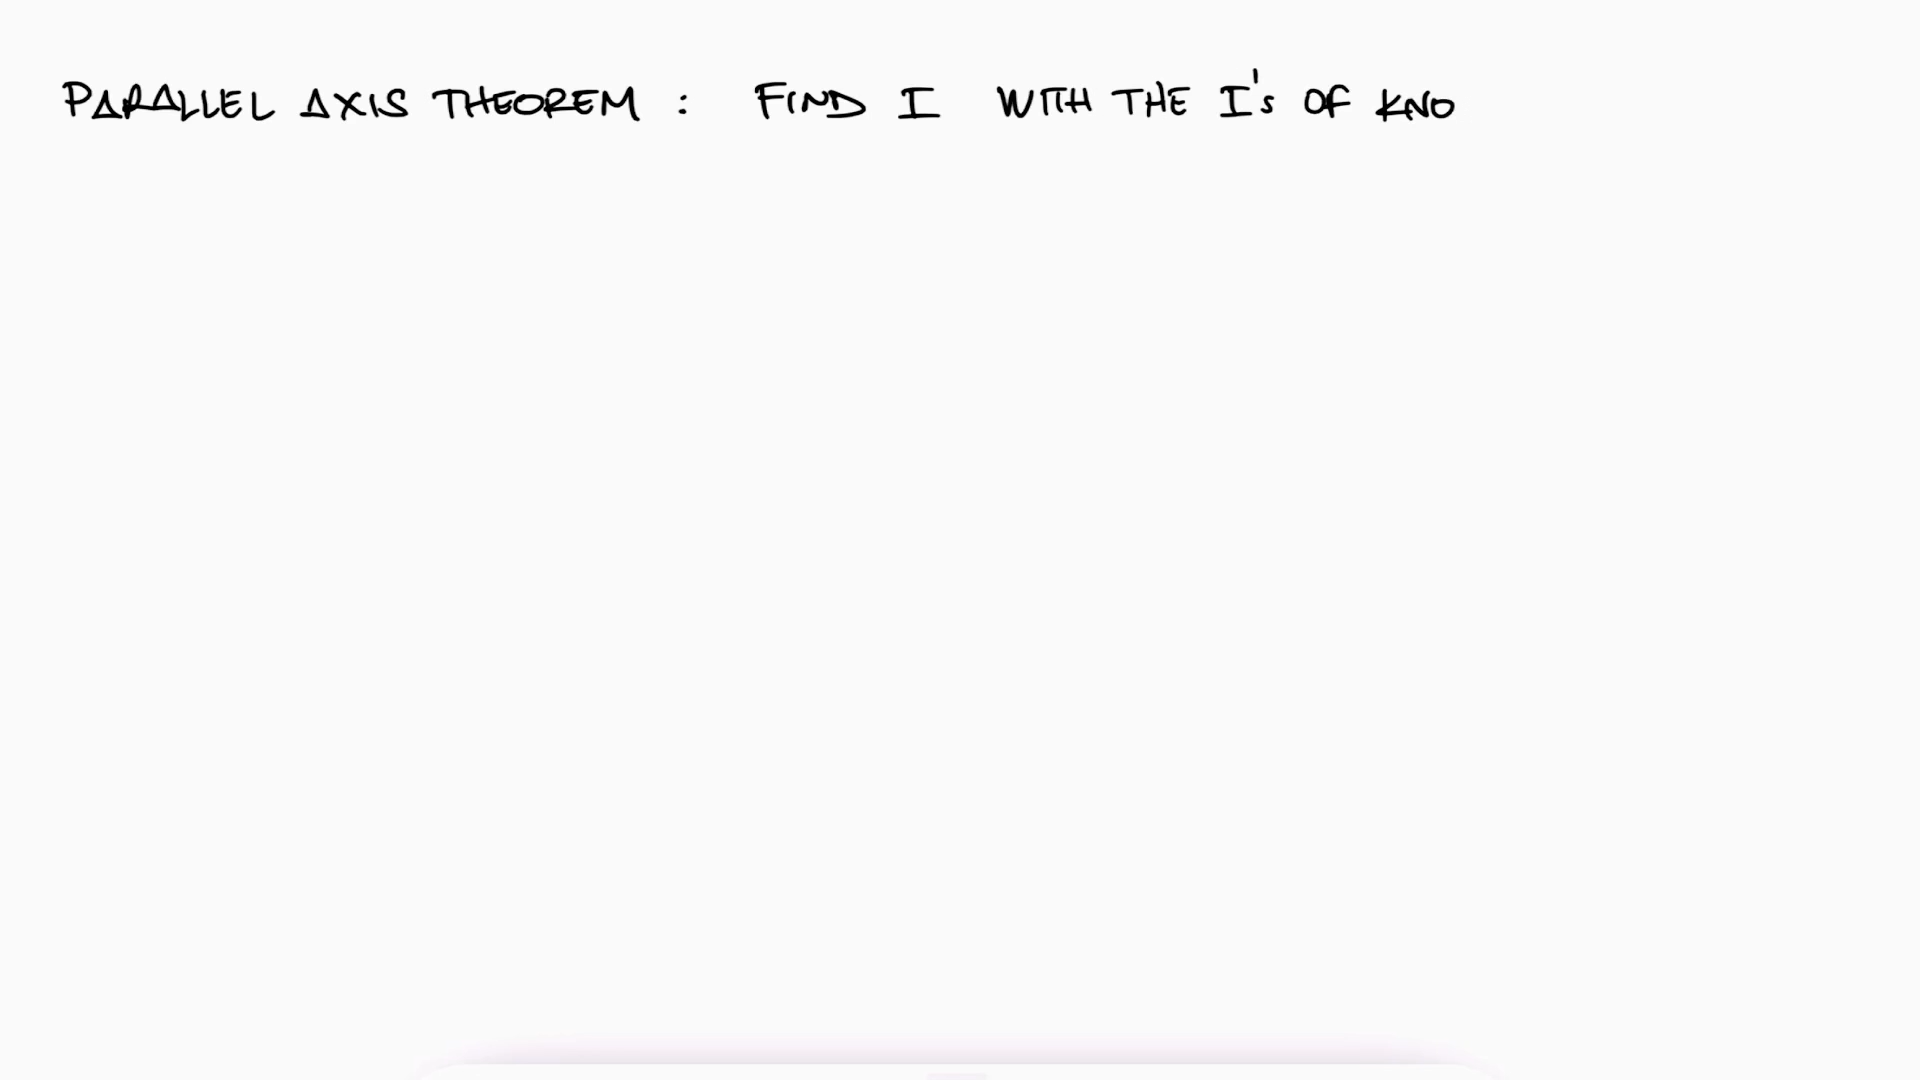 PARALLEL AXIS THEOREM : FIND I WITH THE I's OF KNO